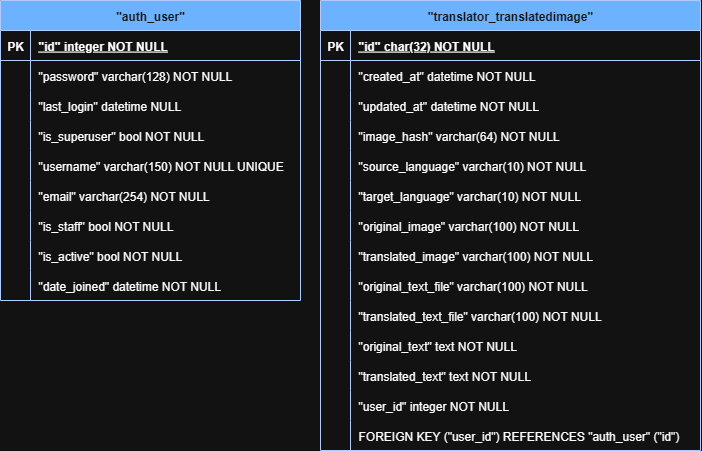 "auth_user"
PK "id" integer NOT NULL
"password" varchar(128) NOT NULL
"last_login" datetime NULL
"is_superuser" bool NOT NULL
"username" varchar(150) NOT NULL UNIQUE
"email" varchar(254) NOT NULL
"is_staff" bool NOT NULL
"is_active" bool NOT NULL
"date_joined" datetime NOT NULL
"translator_translatedimage"
PK "id" char(32) NOT NULL
"created_at" datetime NOT NULL
"updated_at" datetime NOT NULL
"image_hash" varchar(64) NOT NULL
"source_language" varchar(10) NOT NULL
"target_language" varchar(10) NOT NULL
"original_image" varchar(100) NOT NULL
"translated_image" varchar(100) NOT NULL
"original_text_file" varchar(100) NOT NULL
"translated_text_file" varchar(100) NOT NULL
"original_text" text NOT NULL
"translated_text" text NOT NULL
"user_id" integer NOT NULL
FOREIGN KEY ("user_id") REFERENCES "auth_user" ("id")